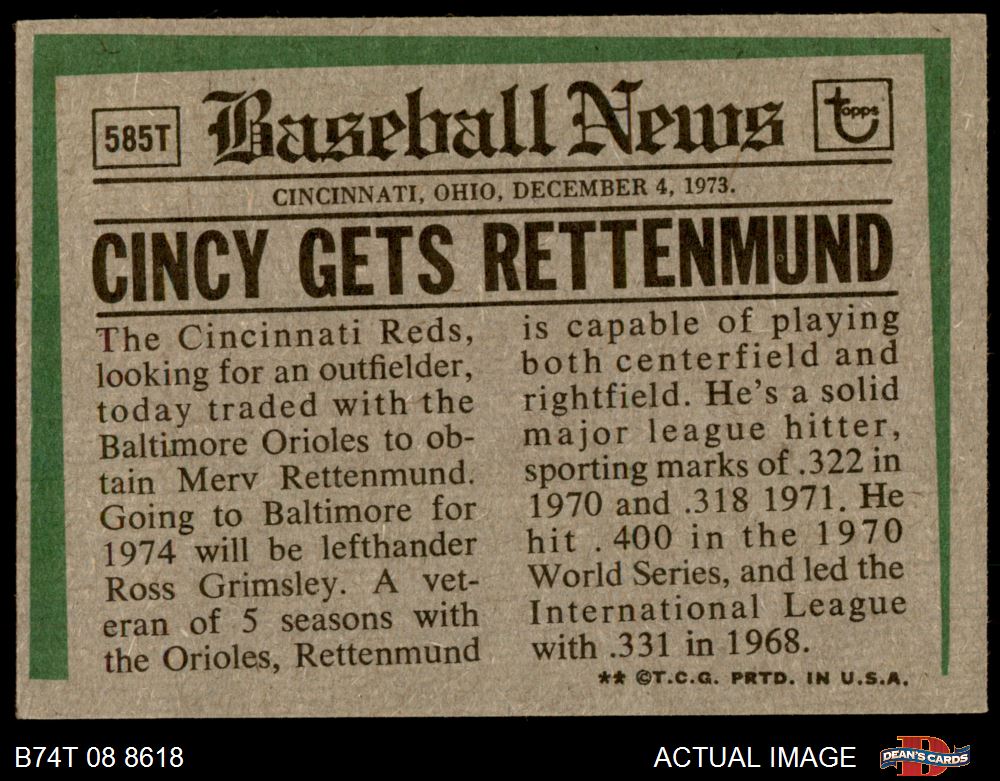 585T
Baseball News
topps
CINCINNATI, OHIO, DECEMBER 4, 1973.
CINCY GETS RETTENMUND
The Cincinnati Reds,
looking for an outfielder,
today traded with the
Baltimore Orioles to ob-
tain Merv Rettenmund.
Going to Baltimore for
1974 will be lefthander
Ross Grimsley. A vet-
eran of 5 seasons with
the Orioles, Rettenmund
is capable of playing
both centerfield and
rightfield. He's a solid
major league hitter,
sporting marks of .322 in
1970 and .318 1971. He
hit .400 in the 1970
World Series, and led the
International League
with .331 in 1968.
** ©T.C.G. PRTD. IN U.S.A.
B74T 08 8618
ACTUAL IMAGE
DEAN'S CARDS